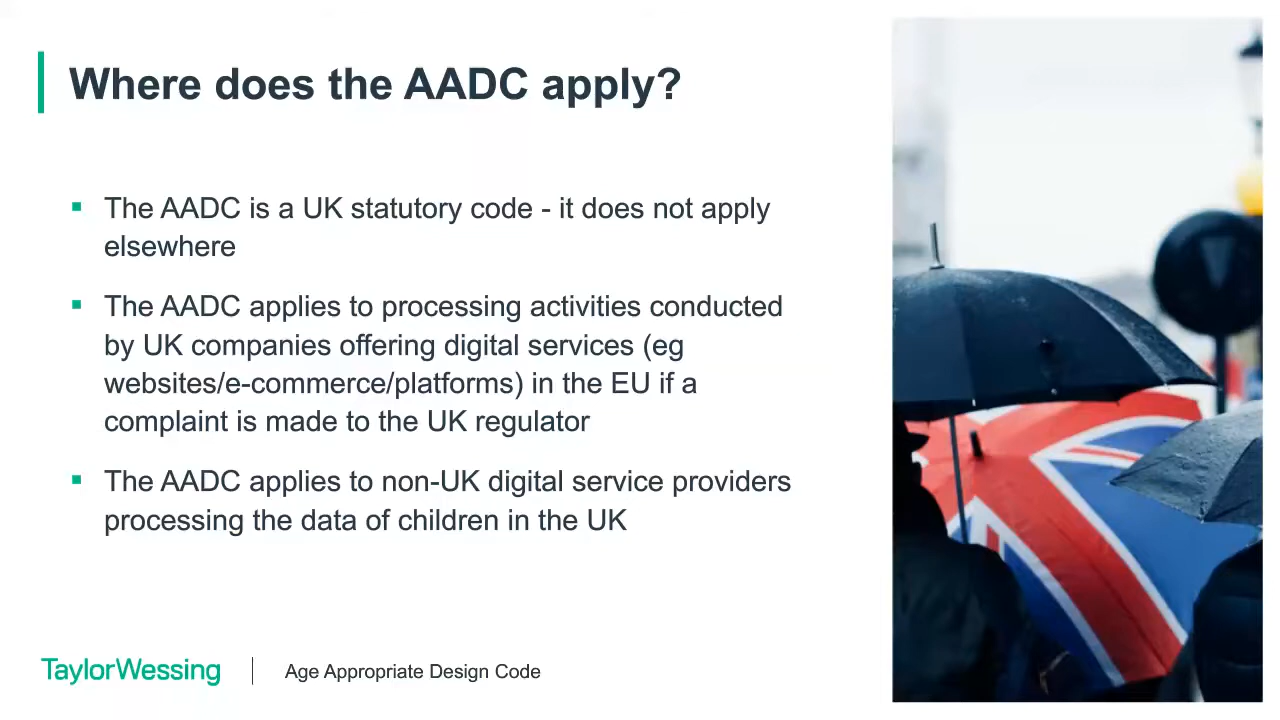 Where does the AADC apply?
▪ The AADC is a UK statutory code - it does not apply
elsewhere
▪ The AADC applies to processing activities conducted
by UK companies offering digital services (eg
websites/e-commerce/platforms) in the EU if a
complaint is made to the UK regulator
▪ The AADC applies to non-UK digital service providers
processing the data of children in the UK
TaylorWessing
Age Appropriate Design Code